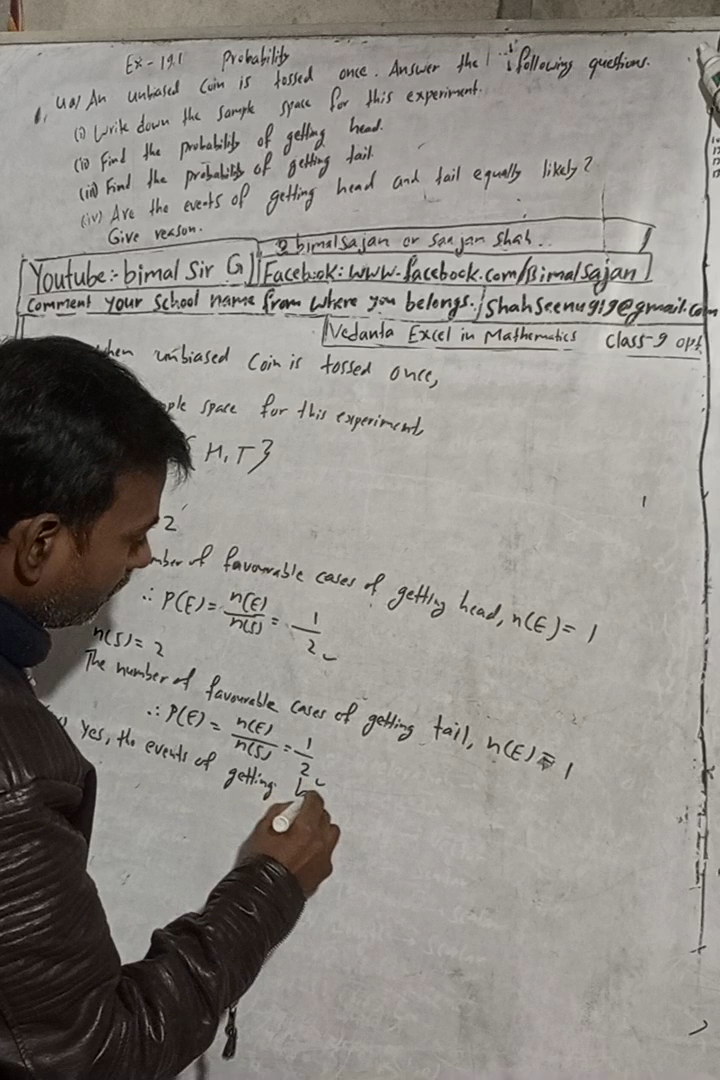 Ex-19.1 Probability
1. 4a) An unbiased Coin is tossed once. Answer the following questions.
(i) Write down the sample space for this experiment.
(ii) Find the probability of getting head.
(iii) Find the probability of getting tail.
(iv) Are the events of getting head and tail equally likely?
Give reason.
bimalsajan or sanjan shah.
Youtube:- bimal Sir G
Facebook: www.facebook.com/Bimalsajan
Comment your School name from where you belongs. / Shahseenu919@gmail.com
Vedanta Excel in Mathematics Class-9 opt
unbiased Coin is tossed once,
space for this experiment,
{ H, T }
2
of favourable cases of getting head, n(E) = 1
∴ P(E) = n(E)/n(S) = 1/2
n(S) = 2
The number of favourable cases of getting tail, n(E) = 1
∴ P(E) = n(E)/n(S) = 1/2
Yes, the events of getting h